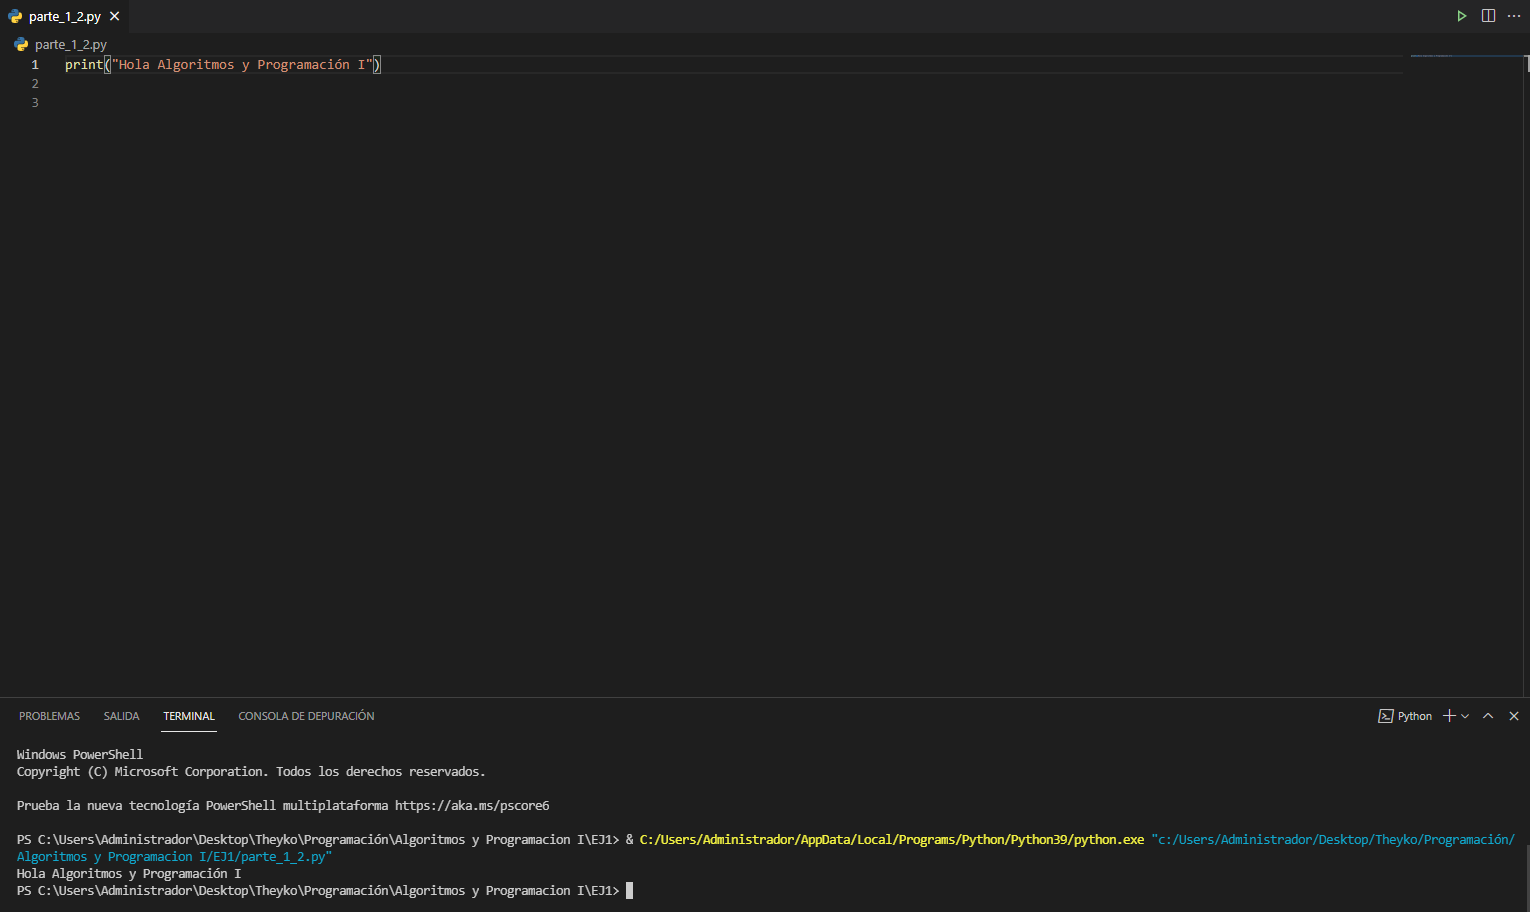 parte_1_2.py
parte_1_2.py
1 print("Hola Algoritmos y Programación I")
2
3
PROBLEMAS SALIDA TERMINAL CONSOLA DE DEPURACIÓN Python
Windows PowerShell
Copyright (C) Microsoft Corporation. Todos los derechos reservados.
Prueba la nueva tecnología PowerShell multiplataforma https://aka.ms/pscore6
PS C:\Users\Administrador\Desktop\Theyko\Programación\Algoritmos y Programacion I\EJ1> & C:/Users/Administrador/AppData/Local/Programs/Python/Python39/python.exe "c:/Users/Administrador/Desktop/Theyko/Programación/
Algoritmos y Programacion I/EJ1/parte_1_2.py"
Hola Algoritmos y Programación I
PS C:\Users\Administrador\Desktop\Theyko\Programación\Algoritmos y Programacion I\EJ1>